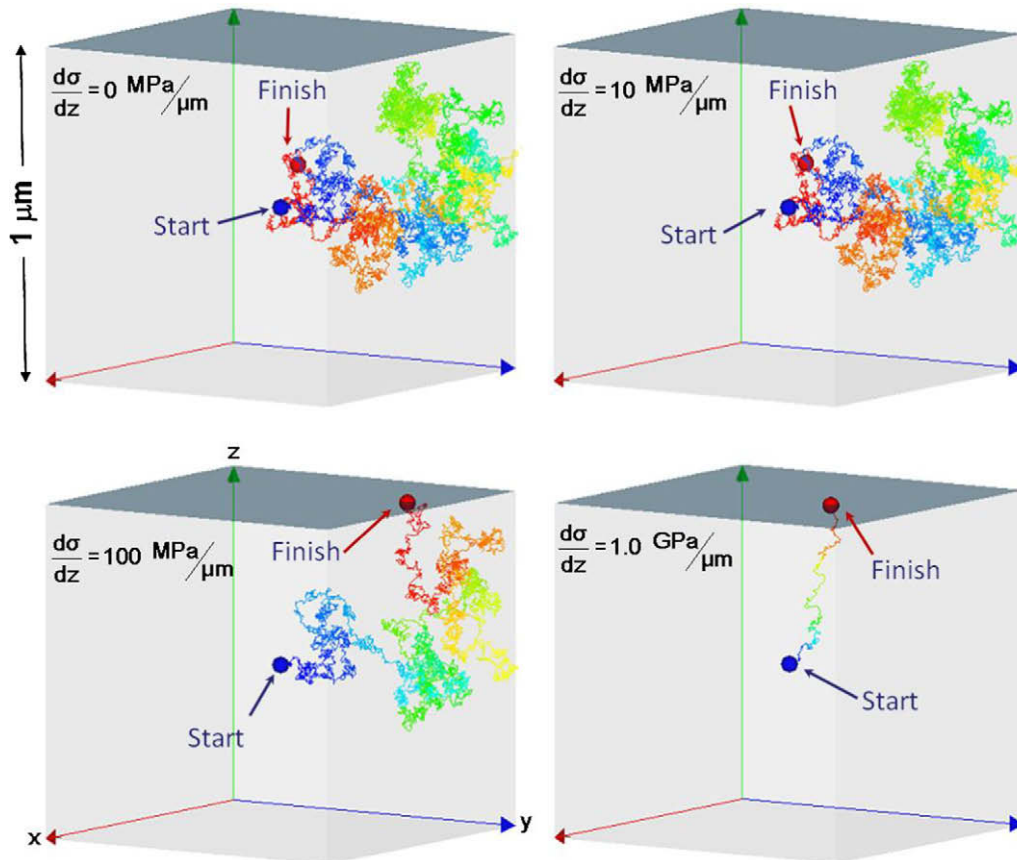 dσ/dz = 0 MPa/μm
Finish
Start
1 μm
dσ/dz = 10 MPa/μm
Finish
Start
z
dσ/dz = 100 MPa/μm
Finish
Start
x
y
dσ/dz = 1.0 GPa/μm
Finish
Start